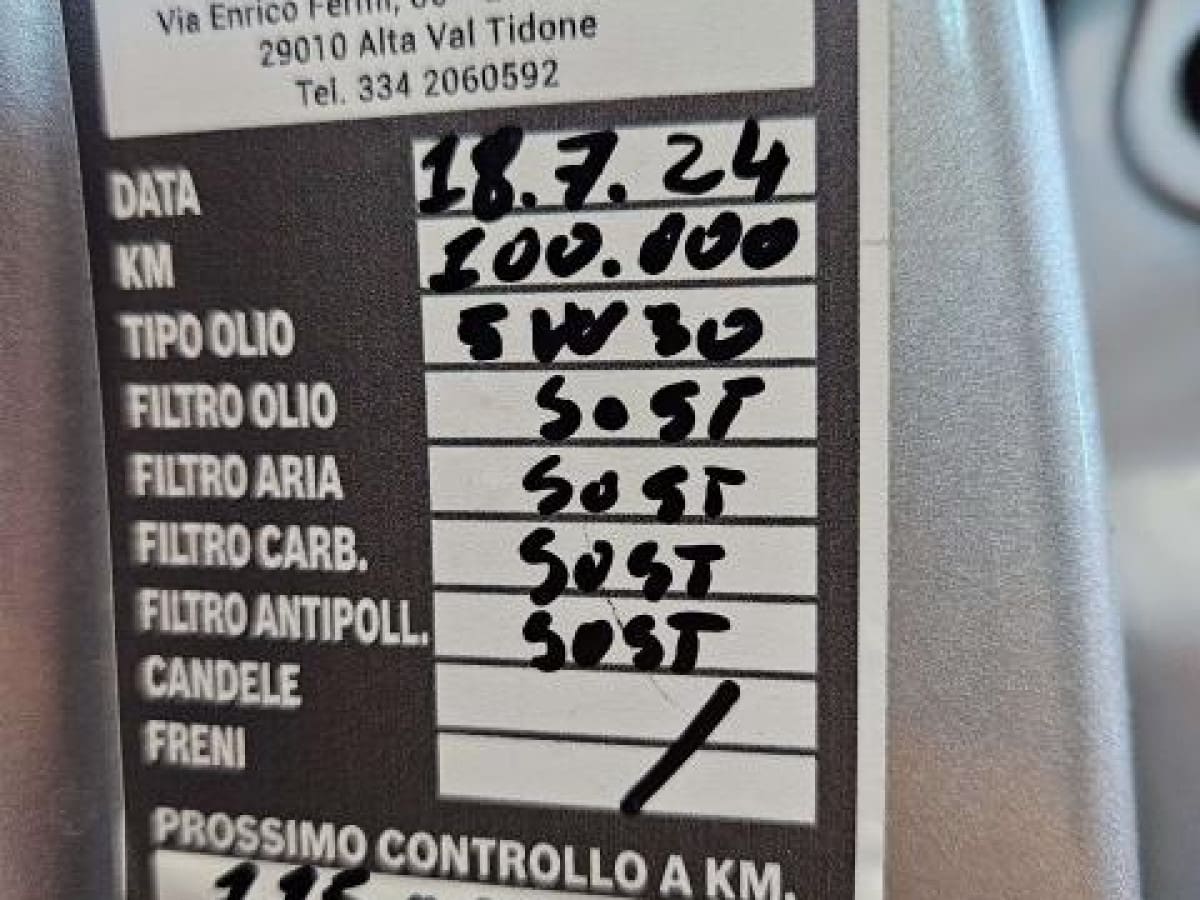 Via Enrico Fermi,
29010 Alta Val Tidone
Tel. 334 2060592
DATA 18.7.24
KM 100.000
TIPO OLIO 5W30
FILTRO OLIO SOST
FILTRO ARIA SOST
FILTRO CARB. SOST
FILTRO ANTIPOLL. SOST
CANDELE /
FRENI
PROSSIMO CONTROLLO A KM.